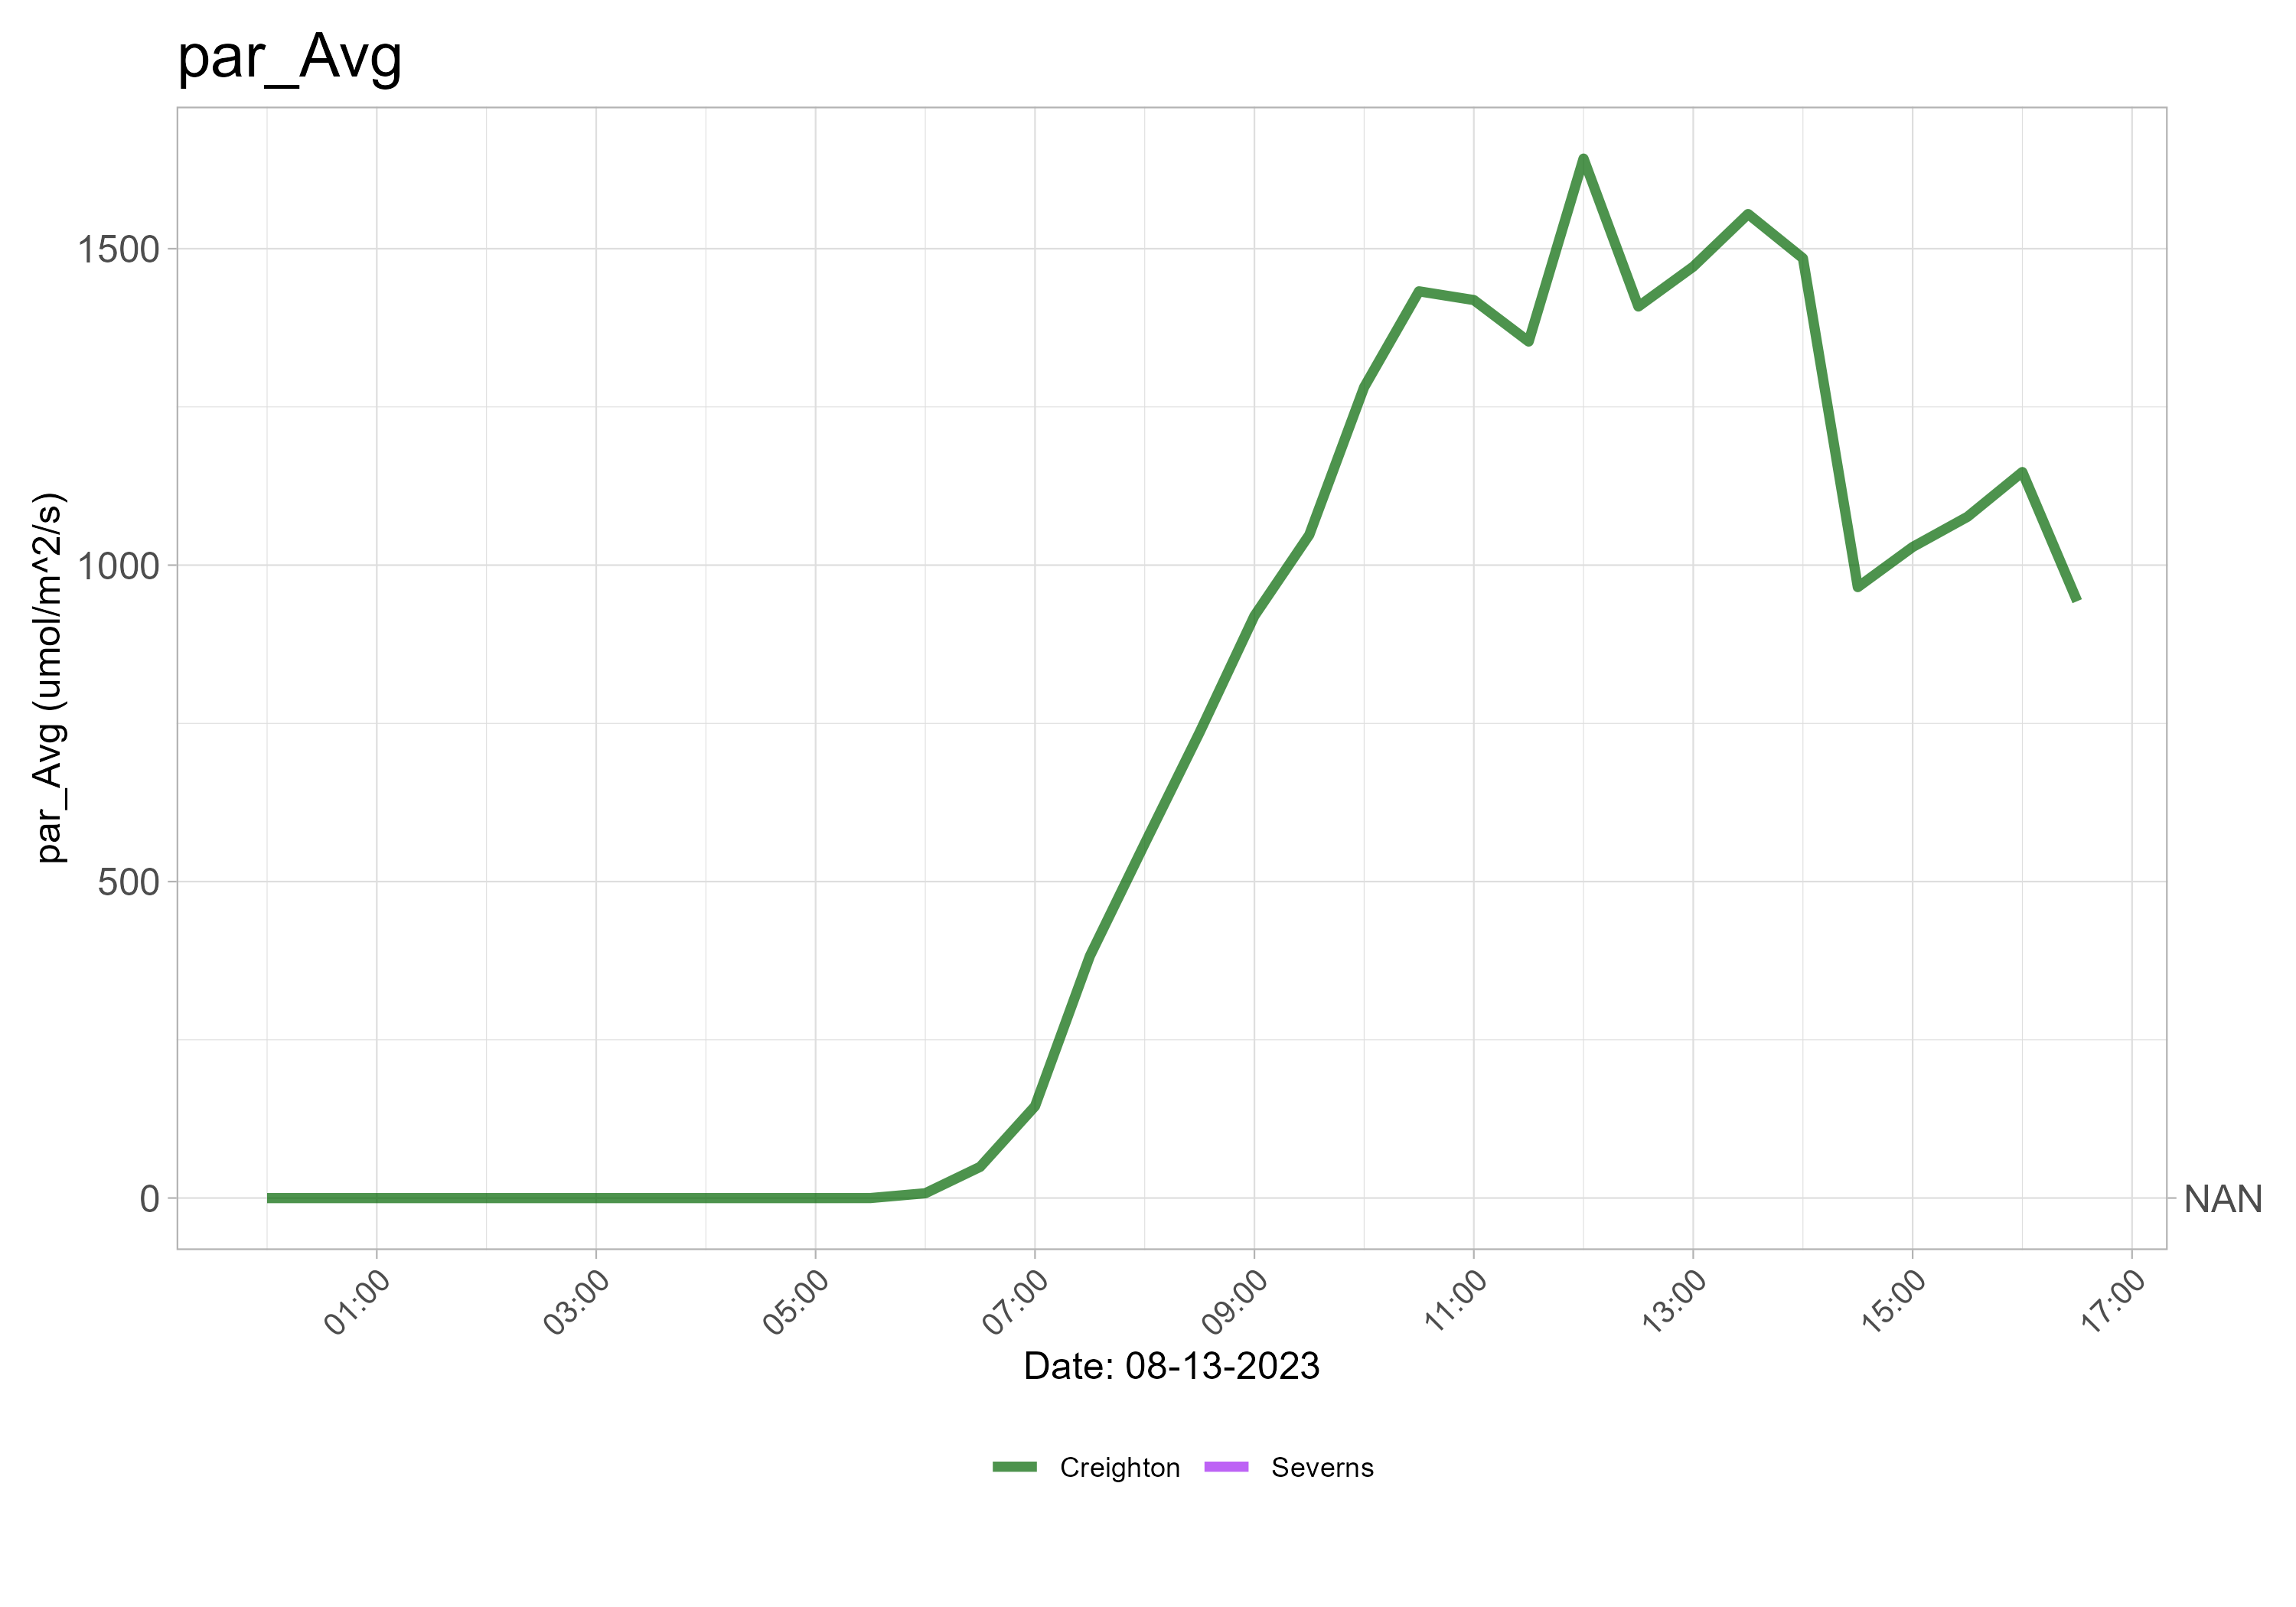 par_Avg
par_Avg (umol/m^2/s)
1500
1000
500
0
NAN
01:00
03:00
05:00
07:00
09:00
11:00
13:00
15:00
17:00
Date: 08-13-2023
Creighton
Severns